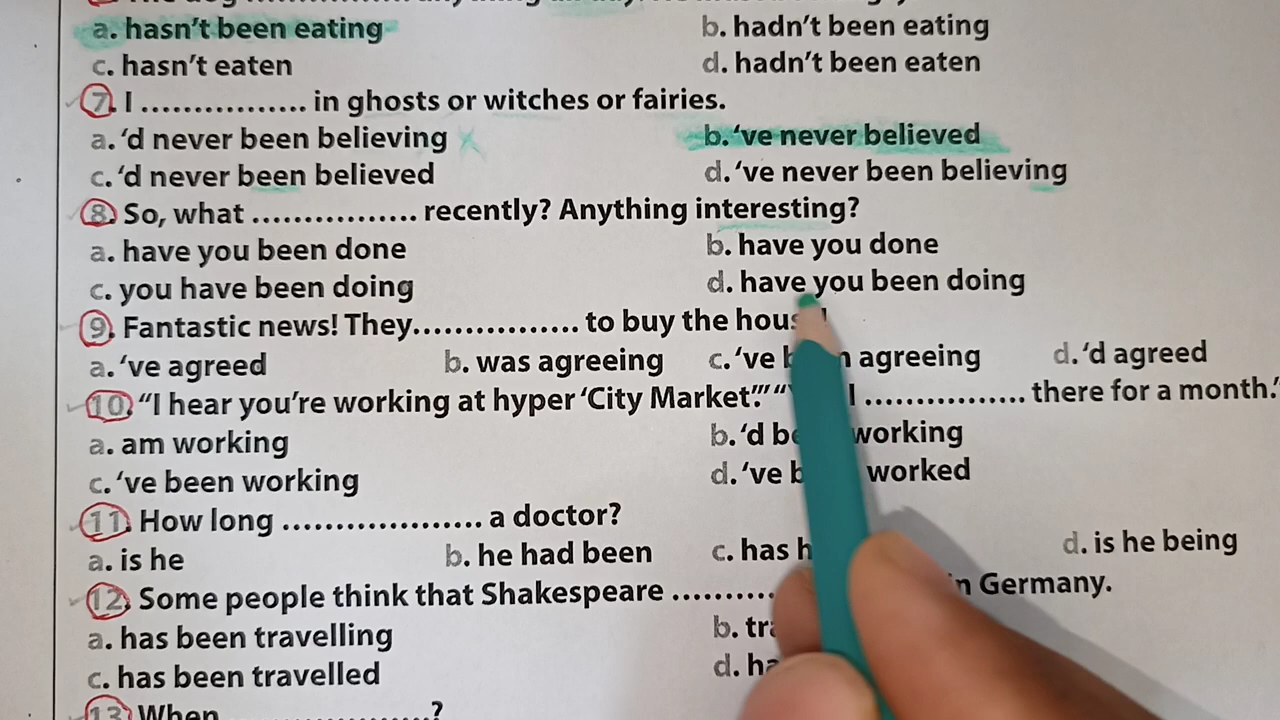 a. hasn't been eating b. hadn't been eating
c. hasn't eaten d. hadn't been eaten
7. I ................ in ghosts or witches or fairies.
a. 'd never been believing b. 've never believed
c. 'd never been believed d. 've never been believing
8. So, what ................ recently? Anything interesting?
a. have you been done b. have you done
c. you have been doing d. have you been doing
9. Fantastic news! They................ to buy the
a. 've agreed b. was agreeing c. 've agreeing d. 'd agreed
10. "I hear you're working at hyper 'City Market'." I ................ there for a month.
a. am working b. 'd working
c. 've been working d. 've worked
11. How long .................... a doctor?
a. is he b. he had been c. has d. is he being
12. Some people think that Shakespeare .......... Germany.
a. has been travelling b.
c. has been travelled d.
13. When ....................?